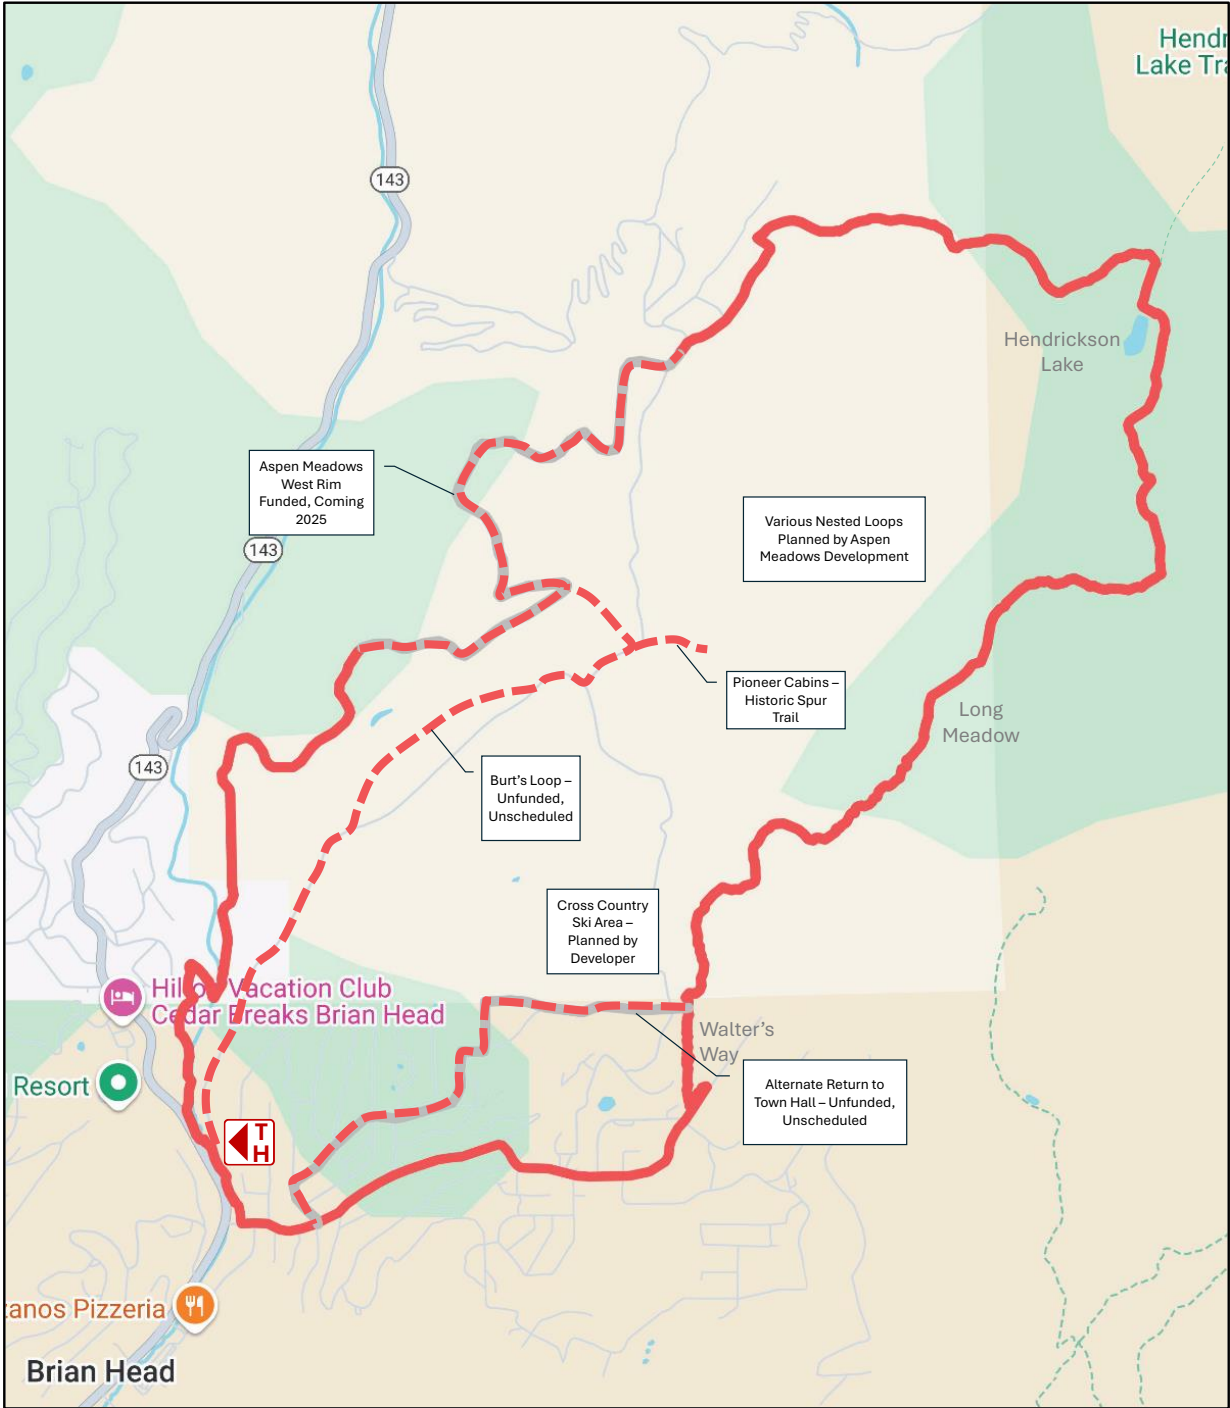 Hendr
Lake Tra
143
Hendrickson
Lake
Aspen Meadows
West Rim
Funded, Coming
2025
Various Nested Loops
Planned by Aspen
Meadows Development
143
Pioneer Cabins –
Historic Spur
Trail
Long
Meadow
143
Burt's Loop –
Unfunded,
Unscheduled
Cross Country
Ski Area –
Planned by
Developer
Hilton Vacation Club
Cedar Breaks Brian Head
Walter's
Way
Resort
Alternate Return to
Town Hall – Unfunded,
Unscheduled
T
H
zanos Pizzeria
Brian Head